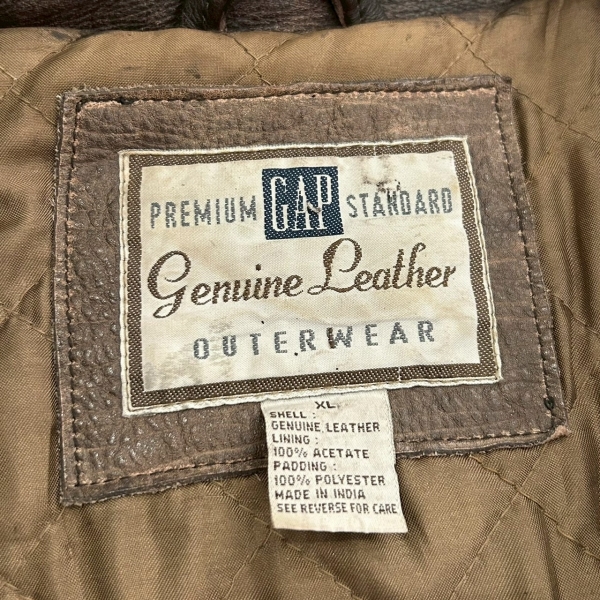 PREMIUM GAP STANDARD
Genuine Leather
OUTERWEAR
XL
SHELL :
GENUINE LEATHER
LINING :
100% ACETATE
PADDING :
100% POLYESTER
MADE IN INDIA
SEE REVERSE FOR CARE